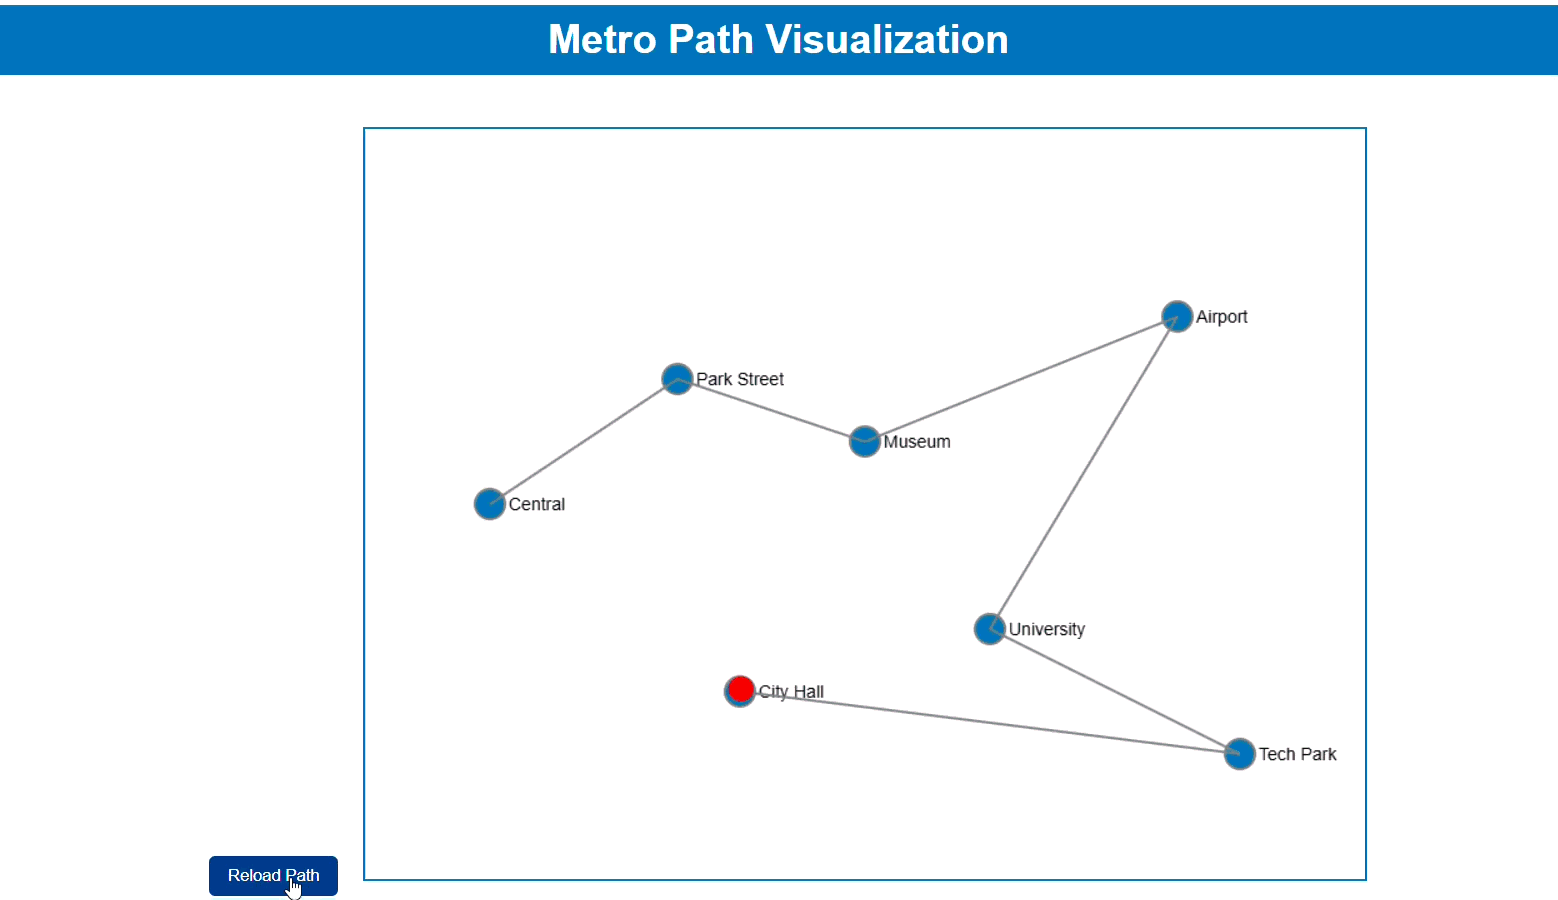 Metro Path Visualization
Airport
Park Street
Museum
Central
University
City Hall
Tech Park
Reload Path